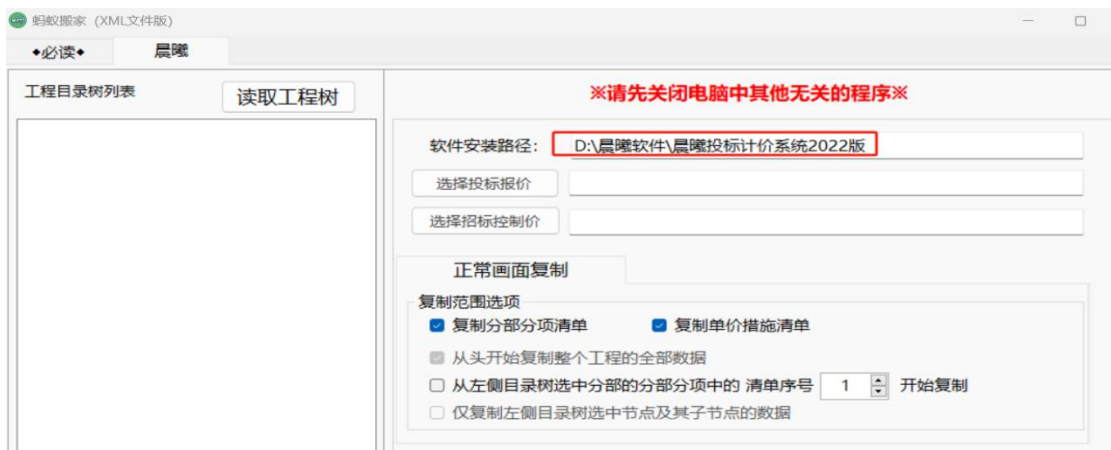 蚂蚁搬家 (XML文件版)
◆必读◆ 晨曦
工程目录树列表 读取工程树
※请先关闭电脑中其他无关的程序※
软件安装路径: D:\晨曦软件\晨曦投标计价系统2022版
选择投标报价
选择招标控制价
正常画面复制
复制范围选项
复制分部分项清单 复制单价措施清单
从头开始复制整个工程的全部数据
从左侧目录树选中分部的分部分项中的 清单序号 1 开始复制
仅复制左侧目录树选中节点及其子节点的数据